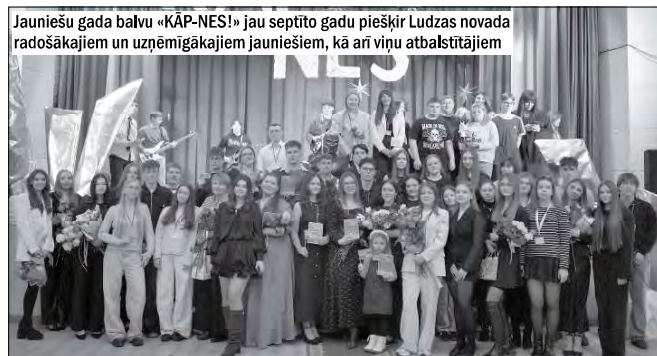 Jauniešu gada balvu «KĀP-NES!» jau septīto gadu piešķir Ludzas novada
radošākajiem un uzņēmīgākajiem jauniešiem, kā arī viņu atbalstītājiem
NES